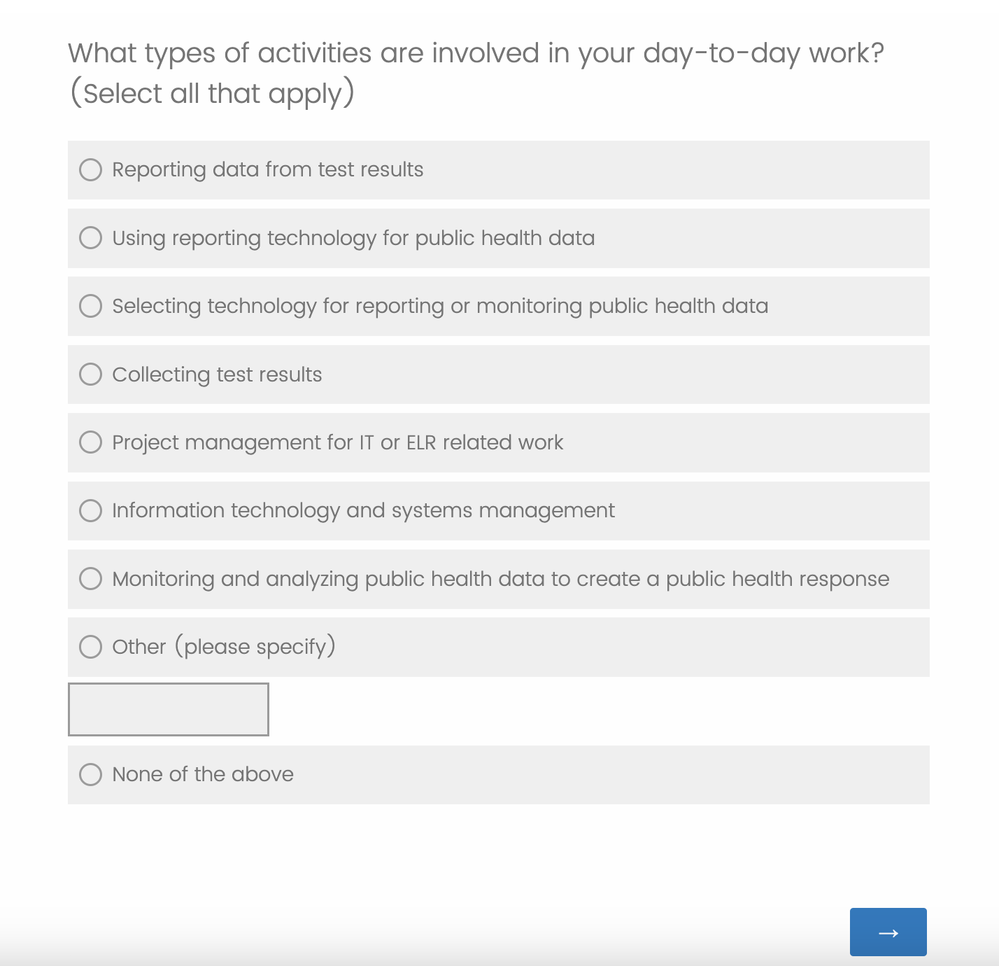 What types of activities are involved in your day-to-day work?
(Select all that apply)
Reporting data from test results
Using reporting technology for public health data
Selecting technology for reporting or monitoring public health data
Collecting test results
Project management for IT or ELR related work
Information technology and systems management
Monitoring and analyzing public health data to create a public health response
Other (please specify)
None of the above
→